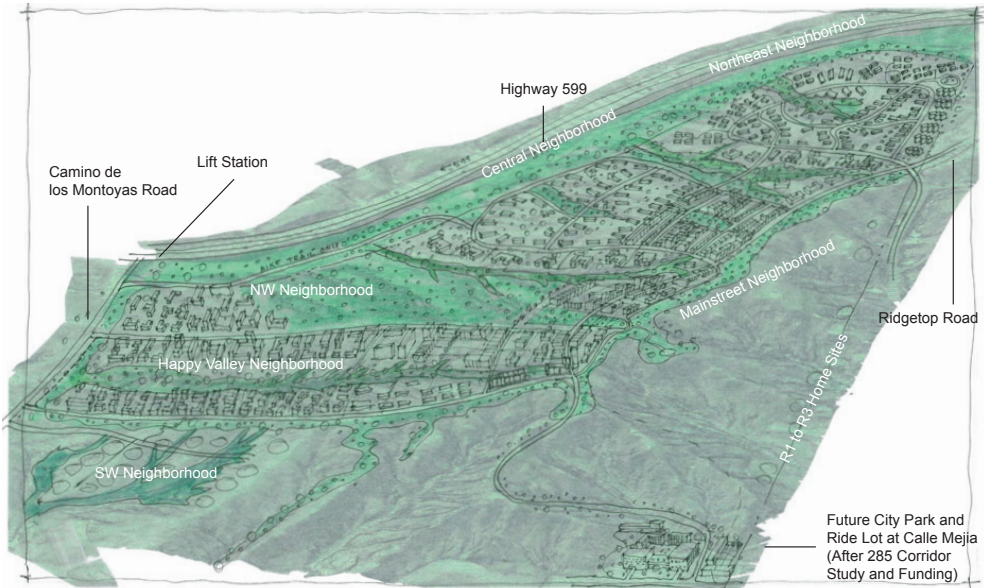 Northeast Neighborhood
Highway 599
Central Neighborhood
Lift Station
Camino de
los Montoyas Road
BIKE TRAIL
NW Neighborhood
Mainstreet Neighborhood
Ridgetop Road
Happy Valley Neighborhood
R1 to R3 Home Sites
SW Neighborhood
Future City Park and
Ride Lot at Calle Mejia
(After 285 Corridor
Study and Funding)